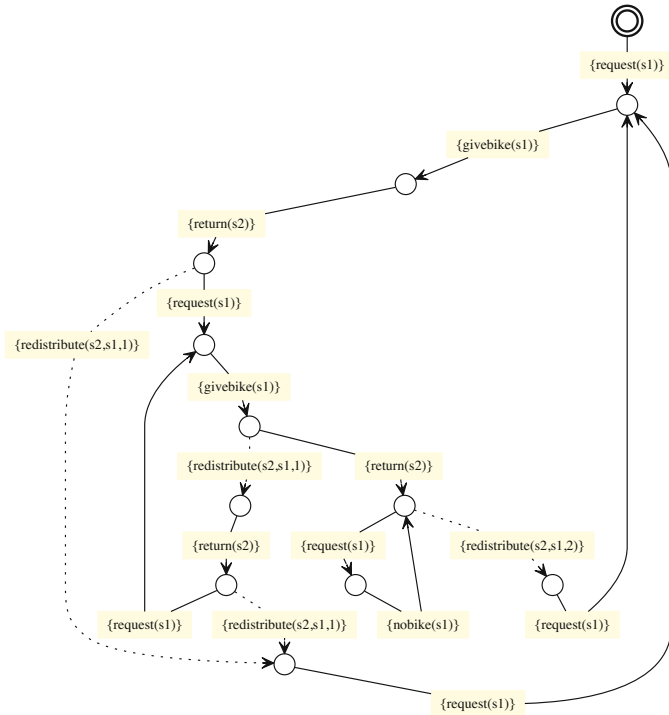 {request(s1)}
{givebike(s1)}
{return(s2)}
{request(s1)}
{redistribute(s2,s1,1)}
{givebike(s1)}
{redistribute(s2,s1,1)}
{return(s2)}
{return(s2)}
{request(s1)}
{redistribute(s2,s1,2)}
{request(s1)}
{redistribute(s2,s1,1)}
{nobike(s1)}
{request(s1)}
{request(s1)}